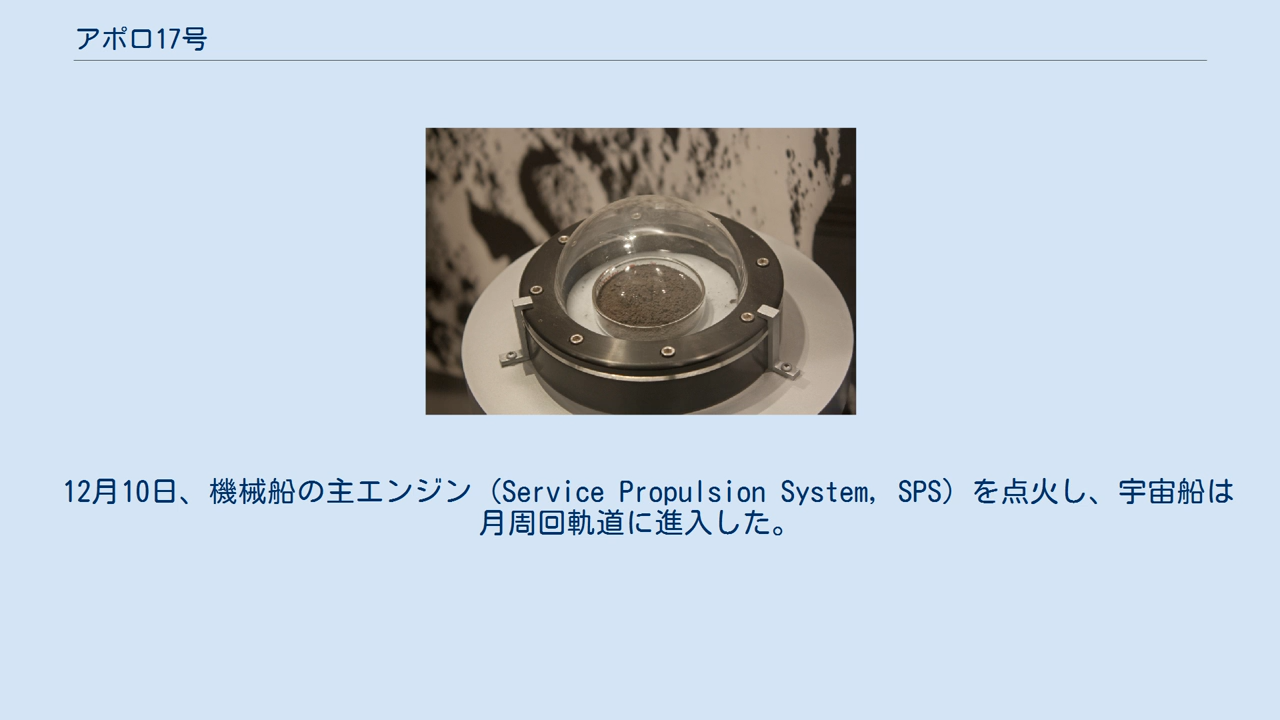 アポロ17号
12月10日、機械船の主エンジン（Service Propulsion System, SPS）を点火し、宇宙船は
月周回軌道に進入した。